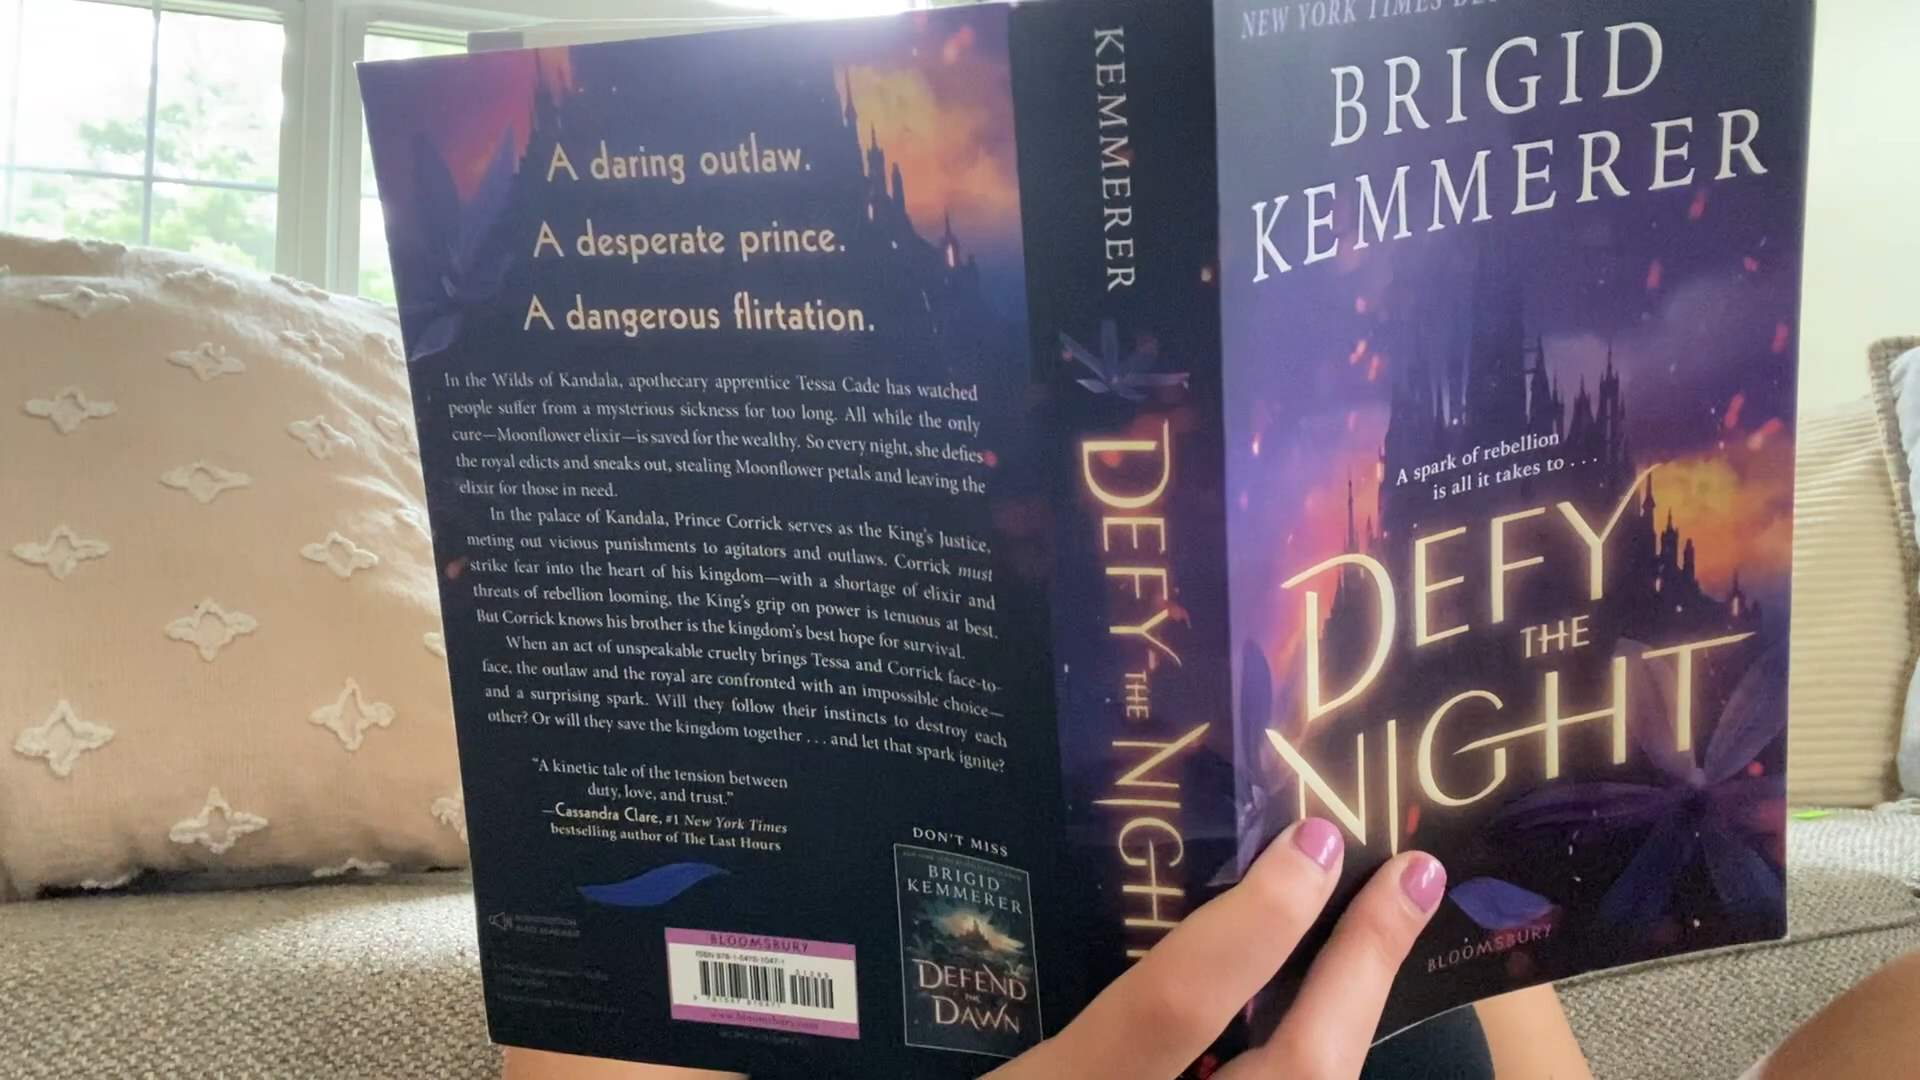 A daring outlaw.
A desperate prince.
A dangerous flirtation.
In the Wilds of Kandala, apothecary apprentice Tessa Cade has watched
people suffer from a mysterious sickness for too long. All while the only
cure—Moonflower elixir—is saved for the wealthy. So every night, she defies
the royal edicts and sneaks out, stealing Moonflower petals and leaving the
elixir for those in need.
In the palace of Kandala, Prince Corrick serves as the King's Justice,
meting out vicious punishments to agitators and outlaws. Corrick must
strike fear into the heart of his kingdom—with a shortage of elixir and
threats of rebellion looming, the King's grip on power is tenuous at best.
But Corrick knows his brother is the kingdom's best hope for survival.
When an act of unspeakable cruelty brings Tessa and Corrick face-to-
face, the outlaw and the royal are confronted with an impossible choice—
and a surprising spark. Will they follow their instincts to destroy each
other? Or will they save the kingdom together . . . and let that spark ignite?
"A kinetic tale of the tension between
duty, love, and trust."
—Cassandra Clare, #1 New York Times
bestselling author of The Last Hours
DON'T MISS
BRIGID
KEMMERER
DEFEND
THE
DAWN
BLOOMSBURY
ISBN 978-1-5476-1047-1
www.bloomsbury.com
KEMMERER
DEFY THE NIGHT
NEW YORK TIMES
BRIGID
KEMMERER
A spark of rebellion
is all it takes to . . .
DEFY
THE
NIGHT
BLOOMSBURY